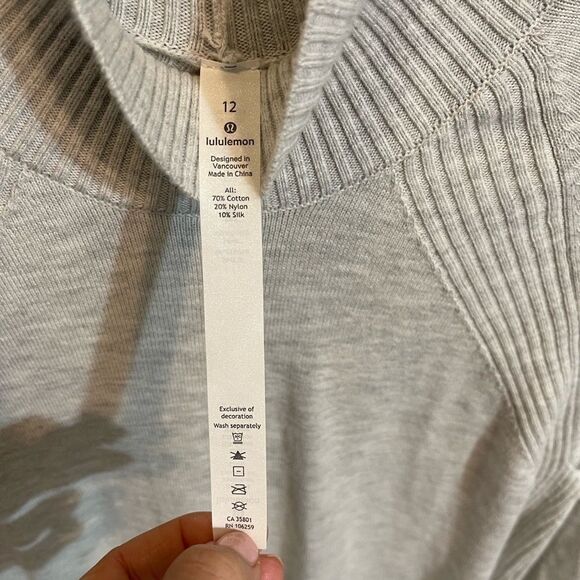 12
lululemon
Designed in
Vancouver
Made in China
All:
70% Cotton
20% Nylon
10% Silk
Exclusive of
decoration
Wash separately
CA 35801
RN 106259